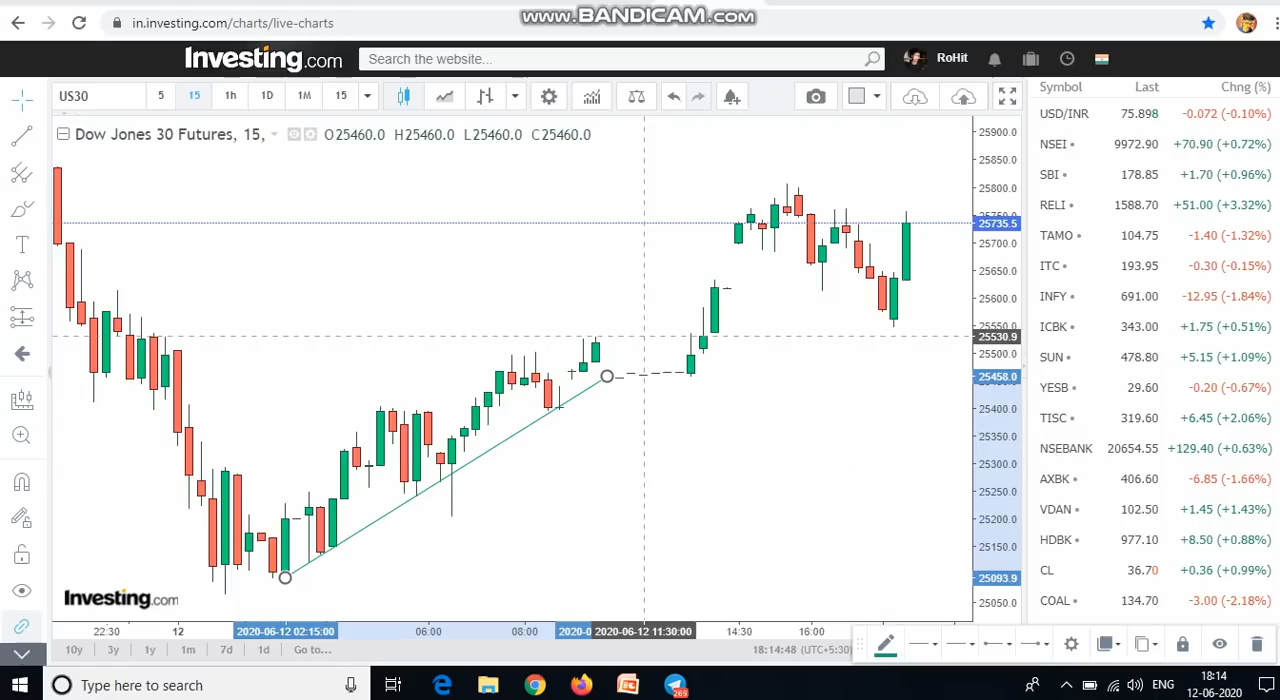 www.BANDICAM.com
in.investing.com/charts/live-charts
Investing.com
Search the website...
RoHit
US30 5 15 1h 1D 1M 15
Dow Jones 30 Futures, 15, O25460.0 H25460.0 L25460.0 C25460.0
25900.0
25850.0
25800.0
25735.5
25700.0
25650.0
25600.0
25550.0
25530.9
25500.0
25458.0
25400.0
25350.0
25300.0
25250.0
25200.0
25150.0
25093.9
25050.0
Investing.com
22:30 12 2020-06-12 02:15:00 06:00 08:00 2020-0 2020-06-12 11:30:00 14:30 16:00
10y 3y 1y 1m 7d 1d Go to... 18:14:48 (UTC+5:30)
Symbol Last Chng (%)
USD/INR 75.898 -0.072 (-0.10%)
NSEI 9972.90 +70.90 (+0.72%)
SBI 178.85 +1.70 (+0.96%)
RELI 1588.70 +51.00 (+3.32%)
TAMO 104.75 -1.40 (-1.32%)
ITC 193.95 -0.30 (-0.15%)
INFY 691.00 -12.95 (-1.84%)
ICBK 343.00 +1.75 (+0.51%)
SUN 478.80 +5.15 (+1.09%)
YESB 29.60 -0.20 (-0.67%)
TISC 319.60 +6.45 (+2.06%)
NSEBANK 20654.55 +129.40 (+0.63%)
AXBK 406.60 -6.85 (-1.66%)
VDAN 102.50 +1.45 (+1.43%)
HDBK 977.10 +8.50 (+0.88%)
CL 36.70 +0.36 (+0.99%)
COAL 134.70 -3.00 (-2.18%)
Type here to search
269
ENG
18:14
12-06-2020